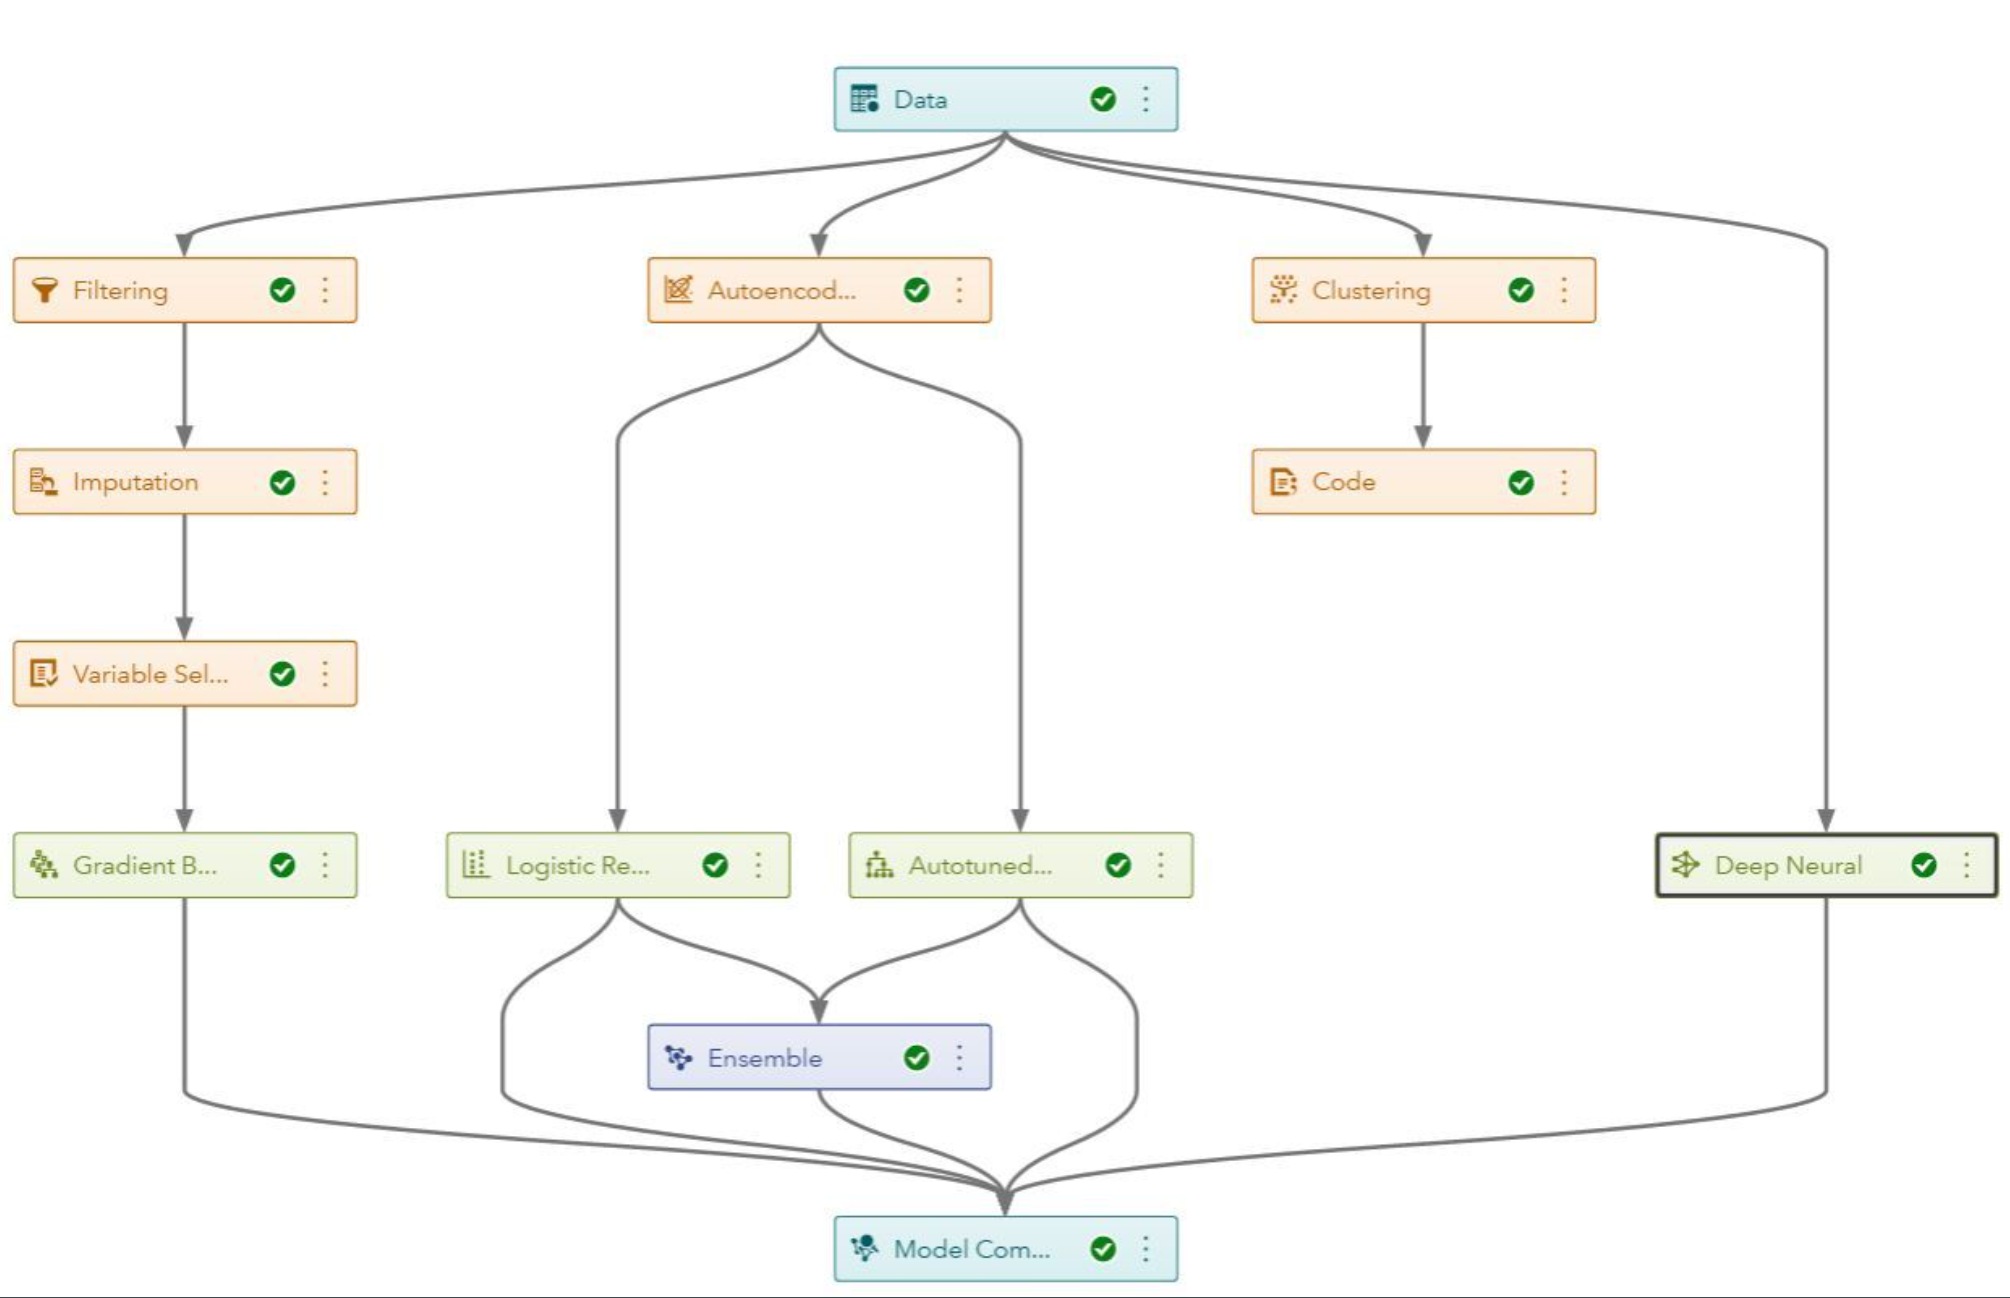 Data
Filtering
Autoencod...
Clustering
Imputation
Code
Variable Sel...
Gradient B...
Logistic Re...
Autotuned...
Deep Neural
Ensemble
Model Com...